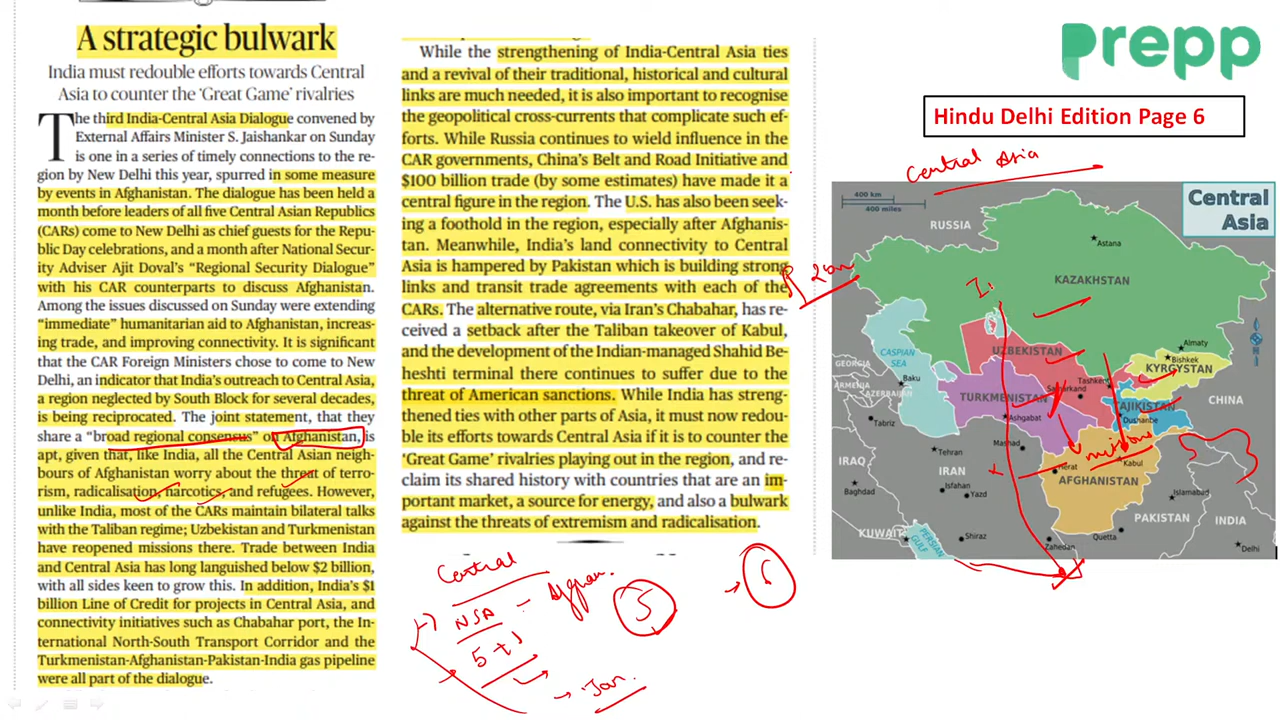 A strategic bulwark
India must redouble efforts towards Central
Asia to counter the ‘Great Game’ rivalries
The third India-Central Asia Dialogue convened by
External Affairs Minister S. Jaishankar on Sunday
is one in a series of timely connections to the re-
gion by New Delhi this year, spurred in some measure
by events in Afghanistan. The dialogue has been held a
month before leaders of all five Central Asian Republics
(CARs) come to New Delhi as chief guests for the Repu-
blic Day celebrations, and a month after National Secur-
ity Adviser Ajit Doval’s “Regional Security Dialogue”
with his CAR counterparts to discuss Afghanistan.
Among the issues discussed on Sunday were extending
“immediate” humanitarian aid to Afghanistan, increas-
ing trade, and improving connectivity. It is significant
that the CAR Foreign Ministers chose to come to New
Delhi, an indicator that India’s outreach to Central Asia,
a region neglected by South Block for several decades,
is being reciprocated. The joint statement, that they
share a “broad regional consensus” on Afghanistan, is
apt, given that, like India, all the Central Asian neigh-
bours of Afghanistan worry about the threat of terro-
rism, radicalisation, narcotics, and refugees. However,
unlike India, most of the CARs maintain bilateral talks
with the Taliban regime; Uzbekistan and Turkmenistan
have reopened missions there. Trade between India
and Central Asia has long languished below $2 billion,
with all sides keen to grow this. In addition, India’s $1
billion Line of Credit for projects in Central Asia, and
connectivity initiatives such as Chabahar port, the In-
ternational North-South Transport Corridor and the
Turkmenistan-Afghanistan-Pakistan-India gas pipeline
were all part of the dialogue.
While the strengthening of India-Central Asia ties
and a revival of their traditional, historical and cultural
links are much needed, it is also important to recognise
the geopolitical cross-currents that complicate such ef-
forts. While Russia continues to wield influence in the
CAR governments, China’s Belt and Road Initiative and
$100 billion trade (by some estimates) have made it a
central figure in the region. The U.S. has also been seek-
ing a foothold in the region, especially after Afghanis-
tan. Meanwhile, India’s land connectivity to Central
Asia is hampered by Pakistan which is building strong
links and transit trade agreements with each of the
CARs. The alternative route, via Iran’s Chabahar, has re-
ceived a setback after the Taliban takeover of Kabul,
and the development of the Indian-managed Shahid Be-
heshti terminal there continues to suffer due to the
threat of American sanctions. While India has streng-
thened ties with other parts of Asia, it must now redou-
ble its efforts towards Central Asia if it is to counter the
‘Great Game’ rivalries playing out in the region, and re-
claim its shared history with countries that are an im-
portant market, a source for energy, and also a bulwark
against the threats of extremism and radicalisation.
Central
NSA - Afghan.
5
6
Jan.
prepp
Hindu Delhi Edition Page 6
Central Asia
400 km
400 miles
Central
Asia
RUSSIA
Astana
KAZAKHSTAN
CASPIAN
SEA
UZBEKISTAN
Almaty
Bishkek
KYRGYSTAN
GEORGIA
ARMENIA
AZERBAIJAN
Baku
Tashkent
Samarkand
TURKMENISTAN
TAJIKISTAN
CHINA
Dushanbe
Ashgabat
Tabriz
Mashad
Tehran
missions
Herat
Kabul
IRAQ
IRAN
AFGHANISTAN
Baghdad
Isfahan
Yazd
Islamabad
PAKISTAN
INDIA
KUWAIT
PERSIAN
GULF
Shiraz
Zahedan
Quetta
Delhi